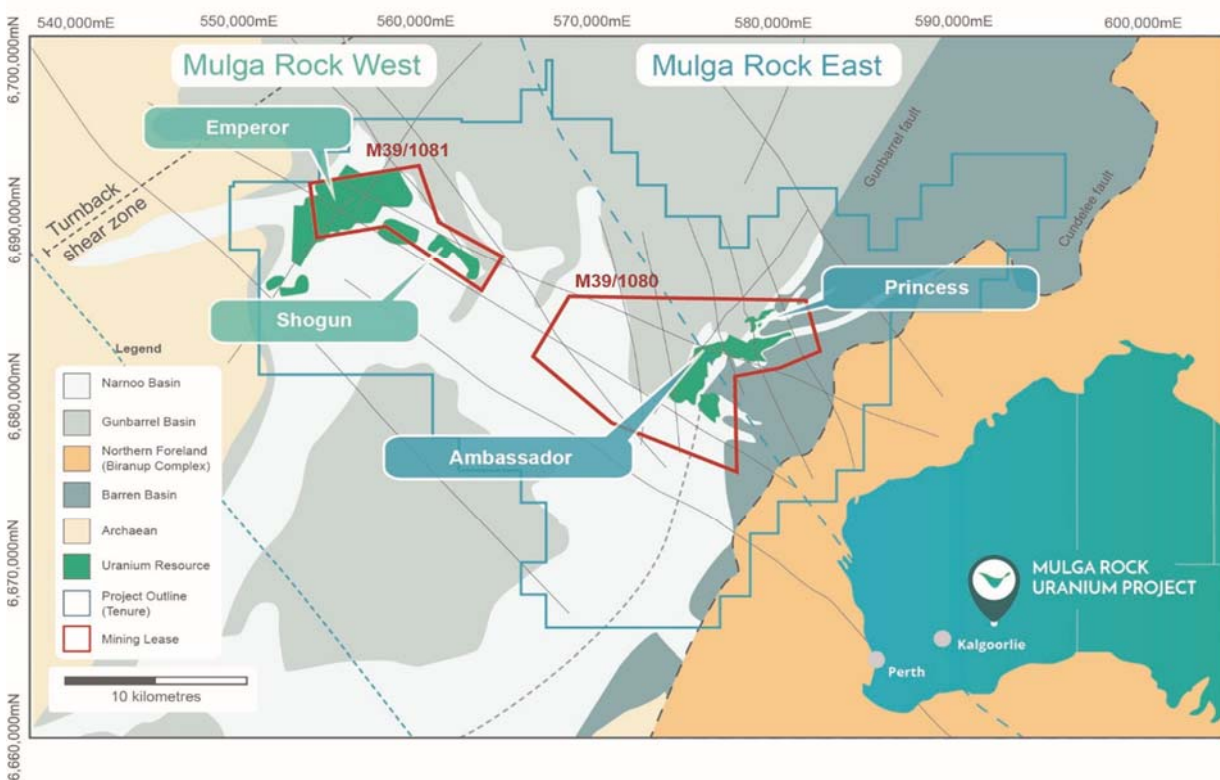 540,000mE
550,000mE
560,000mE
570,000mE
580,000mE
590,000mE
600,000mE
6,700,000mN
6,690,000mN
6,680,000mN
6,670,000mN
6,660,000mN
Mulga Rock West
Mulga Rock East
Emperor
M39/1081
Gunbarrel fault
Cundelee fault
Turnback
shear zone
M39/1080
Princess
Shogun
Ambassador
Legend
Narnoo Basin
Gunbarrel Basin
Northern Foreland
(Biranup Complex)
Barren Basin
Archaean
Uranium Resource
Project Outline
(Tenure)
Mining Lease
10 kilometres
MULGA ROCK
URANIUM PROJECT
Kalgoorlie
Perth